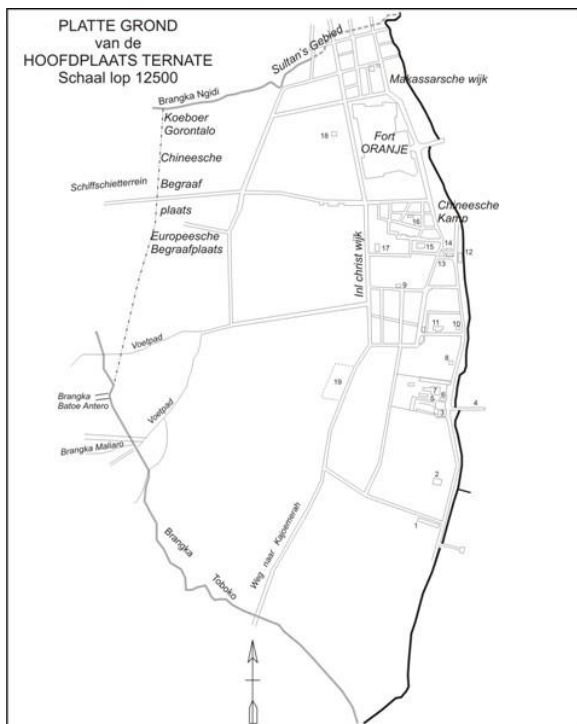 PLATTE GROND
van de
HOOFDPLAATS TERNATE
Schaal lop 12500
Sultan's Gebied
Brangka Ngidi
Makassarsche wijk
Koeboer
Gorontalo
18
Fort
ORANJE
Chineesche
Schiffschietterrein
Begraaf
plaats
Chineesche
Kamp
16
Europeesche
Begraafplaats
Inl christ wijk
17
15
14
13
12
9
11
10
Voetpad
8
Brangka
Batoe Antero
19
7
5
6
3
4
Voetpad
Brangka Maliaro
2
1
Brangka
Toboko
Weg naar Kajoemerah